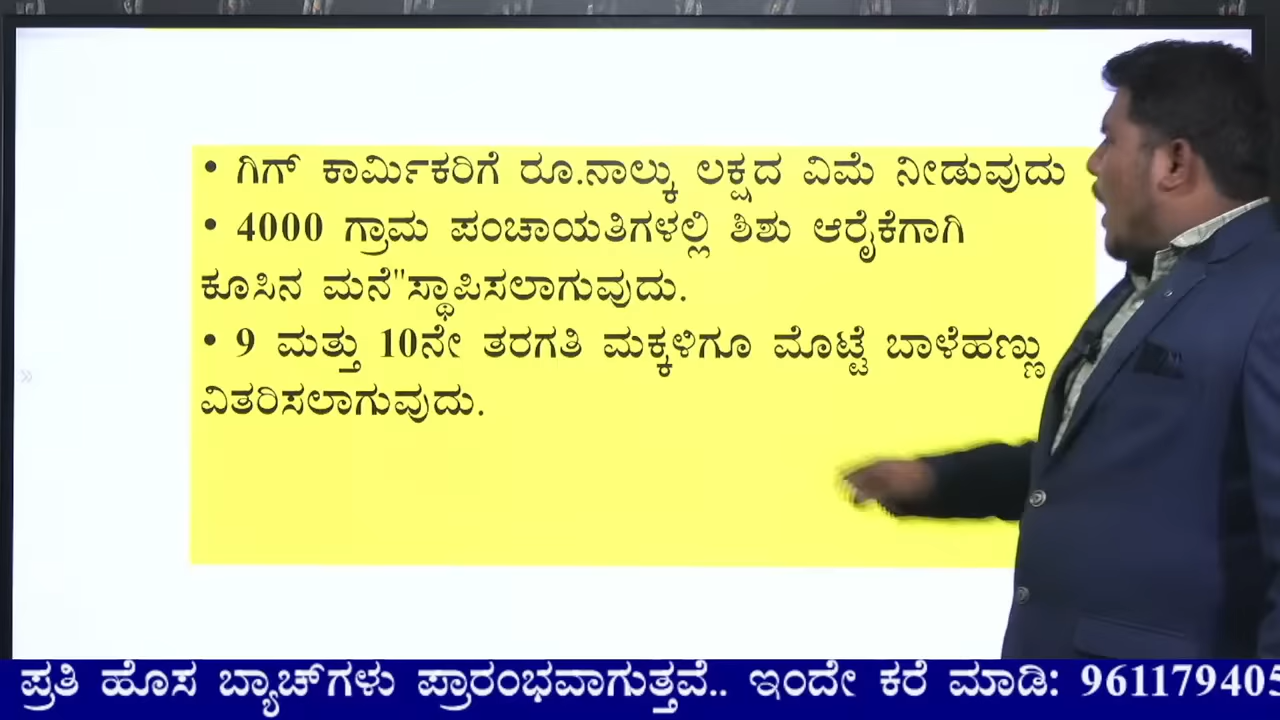 • ಗಿಗ್ ಕಾರ್ಮಿಕರಿಗೆ ರೂ.ನಾಲ್ಕು ಲಕ್ಷದ ವಿಮೆ ನೀಡುವುದು
• 4000 ಗ್ರಾಮ ಪಂಚಾಯತಿಗಳಲ್ಲಿ ಶಿಶು ಆರೈಕೆಗಾಗಿ
ಕೂಸಿನ ಮನೆ"ಸ್ಥಾಪಿಸಲಾಗುವುದು.
• 9 ಮತ್ತು 10ನೇ ತರಗತಿ ಮಕ್ಕಳಿಗೂ ಮೊಟ್ಟೆ ಬಾಳೆಹಣ್ಣು
ವಿತರಿಸಲಾಗುವುದು.
ಪ್ರತಿ ಹೊಸ ಬ್ಯಾಚ್‌ಗಳು ಪ್ರಾರಂಭವಾಗುತ್ತವೆ.. ಇಂದೇ ಕರೆ ಮಾಡಿ: 961179405